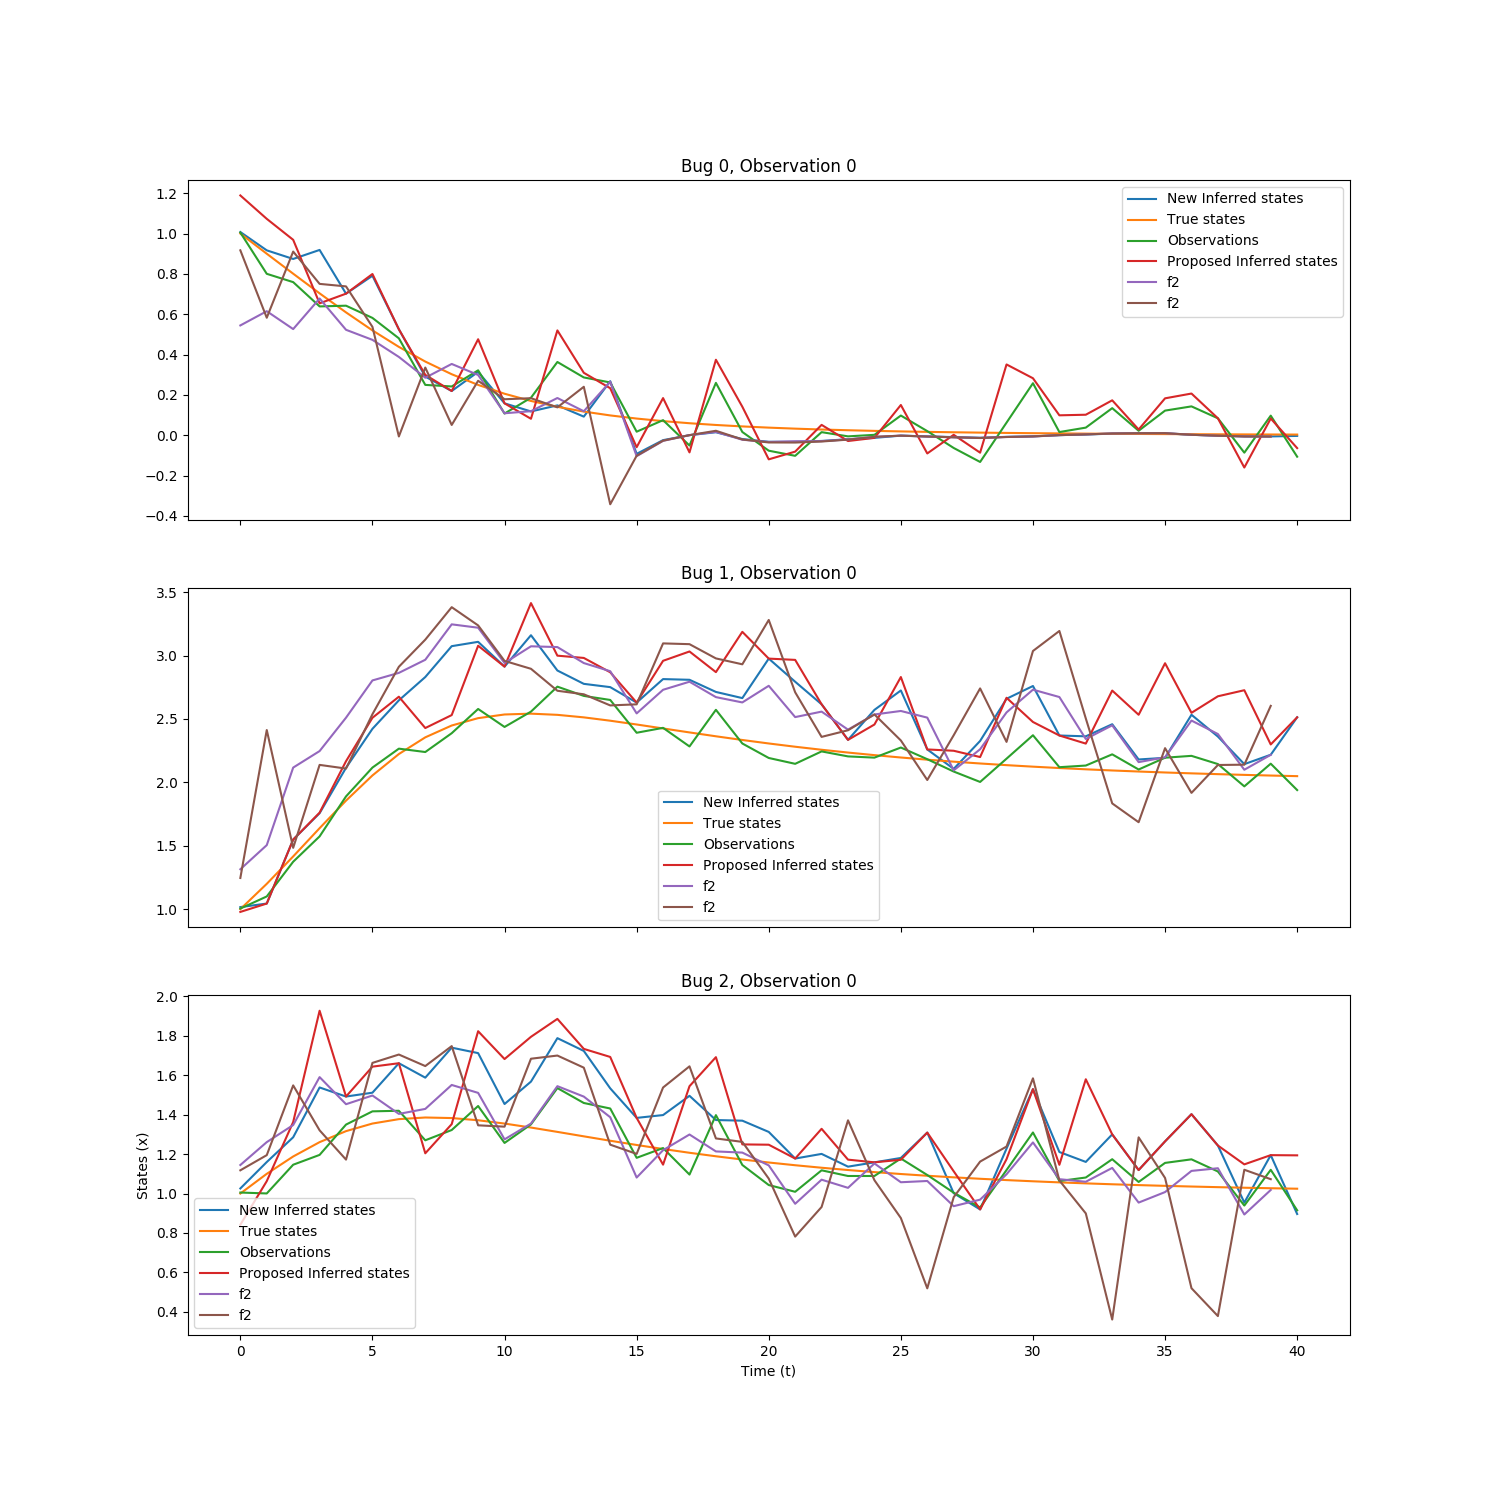 Bug 0, Observation 0
1.2
1.0
0.8
0.6
0.4
0.2
0.0
−0.2
−0.4
New Inferred states
True states
Observations
Proposed Inferred states
f2
f2
Bug 1, Observation 0
3.5
3.0
2.5
2.0
1.5
1.0
New Inferred states
True states
Observations
Proposed Inferred states
f2
f2
Bug 2, Observation 0
2.0
1.8
1.6
1.4
1.2
1.0
0.8
0.6
0.4
States (x)
New Inferred states
True states
Observations
Proposed Inferred states
f2
f2
0 5 10 15 20 25 30 35 40
Time (t)